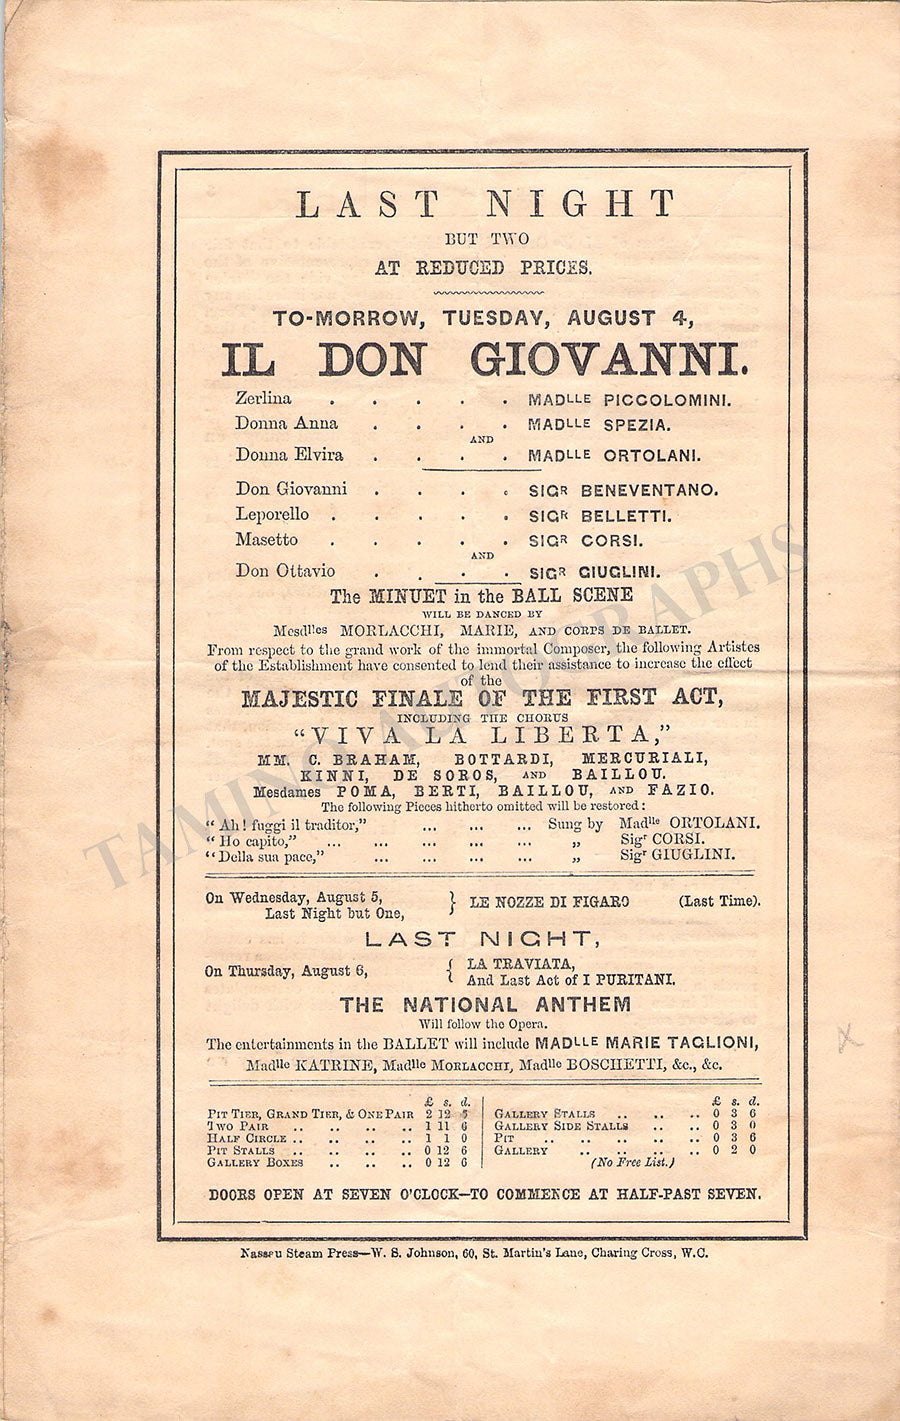 LAST NIGHT
BUT TWO
AT REDUCED PRICES.
TO-MORROW, TUESDAY, AUGUST 4,
IL DON GIOVANNI.
Zerlina . . . . . MADLLE PICCOLOMINI.
Donna Anna . . . . MADLLE SPEZIA.
AND
Donna Elvira . . . . MADLLE ORTOLANI.
Don Giovanni . . . . SIGR BENEVENTANO.
Leporello . . . . . SIGR BELLETTI.
Masetto . . . . . SIGR CORSI.
AND
Don Ottavio . . . . SIGR GIUGLINI.
The MINUET in the BALL SCENE
WILL BE DANCED BY
Mesdlles MORLACCHI, MARIE, AND CORPS DE BALLET.
From respect to the grand work of the immortal Composer, the following Artistes
of the Establishment have consented to lend their assistance to increase the effect
of the
MAJESTIC FINALE OF THE FIRST ACT,
INCLUDING THE CHORUS
"VIVA LA LIBERTA,"
MM. C. BRAHAM, BOTTARDI, MERCURIALI,
KINNI, DE SOROS, AND BAILLOU.
Mesdames POMA, BERTI, BAILLOU, AND FAZIO.
The following Pieces hitherto omitted will be restored:
"Ah! fuggi il traditor," ... ... ... Sung by Madlle ORTOLANI.
"Ho capito," ... ... ... ... ... „ Sigr CORSI.
"Della sua pace," ... ... ... ... „ Sigr GIUGLINI.
On Wednesday, August 5,
Last Night but One, } LE NOZZE DI FIGARO (Last Time).
LAST NIGHT,
On Thursday, August 6, { LA TRAVIATA,
And Last Act of I PURITANI.
THE NATIONAL ANTHEM
Will follow the Opera.
The entertainments in the BALLET will include MADLLE MARIE TAGLIONI,
Madlle KATRINE, Madlle MORLACCHI, Madlle BOSCHETTI, &c., &c.
£ s. d.
PIT TIER, GRAND TIER, & ONE PAIR 2 12 6
TWO PAIR .. .. .. .. 1 11 6
HALF CIRCLE .. .. .. .. 1 1 0
PIT STALLS .. .. .. .. 0 12 6
GALLERY BOXES .. .. .. 0 12 6
£ s. d.
GALLERY STALLS .. .. .. 0 3 6
GALLERY SIDE STALLS .. .. 0 3 0
PIT .. .. .. .. .. 0 3 6
GALLERY .. .. .. .. 0 2 0
(No Free List.)
DOORS OPEN AT SEVEN O'CLOCK—TO COMMENCE AT HALF-PAST SEVEN.
Nassau Steam Press—W. S. Johnson, 60, St. Martin's Lane, Charing Cross, W.C.
TAMINO AUTOGRAPHS